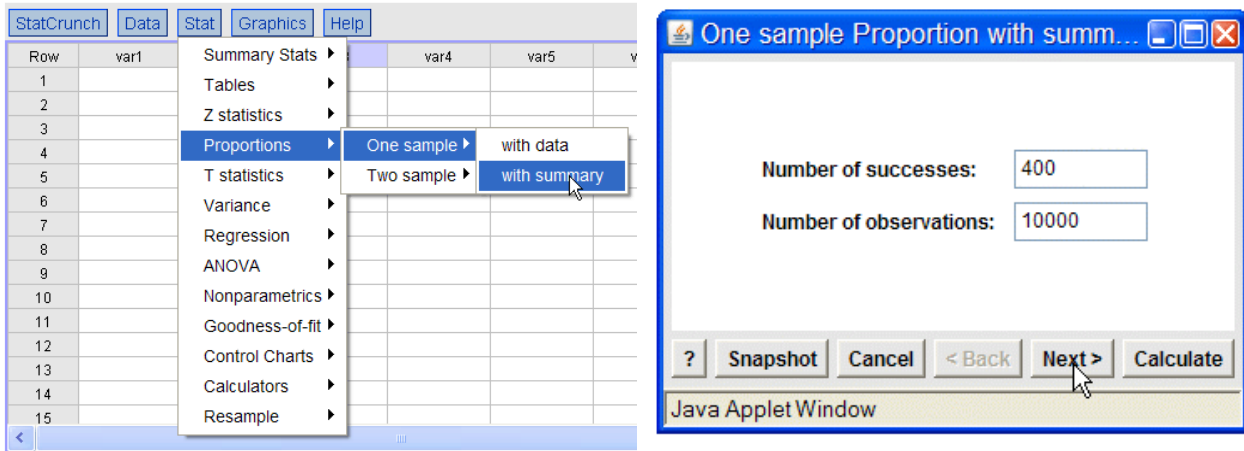 StatCrunch Data Stat Graphics Help
Row var1 var4 var5
1
2
3
4
5
6
7
8
9
10
11
12
13
14
15
Summary Stats
Tables
Z statistics
Proportions
T statistics
Variance
Regression
ANOVA
Nonparametrics
Goodness-of-fit
Control Charts
Calculators
Resample
One sample
Two sample
with data
with summary
One sample Proportion with summ...
Number of successes: 400
Number of observations: 10000
? Snapshot Cancel < Back Next > Calculate
Java Applet Window